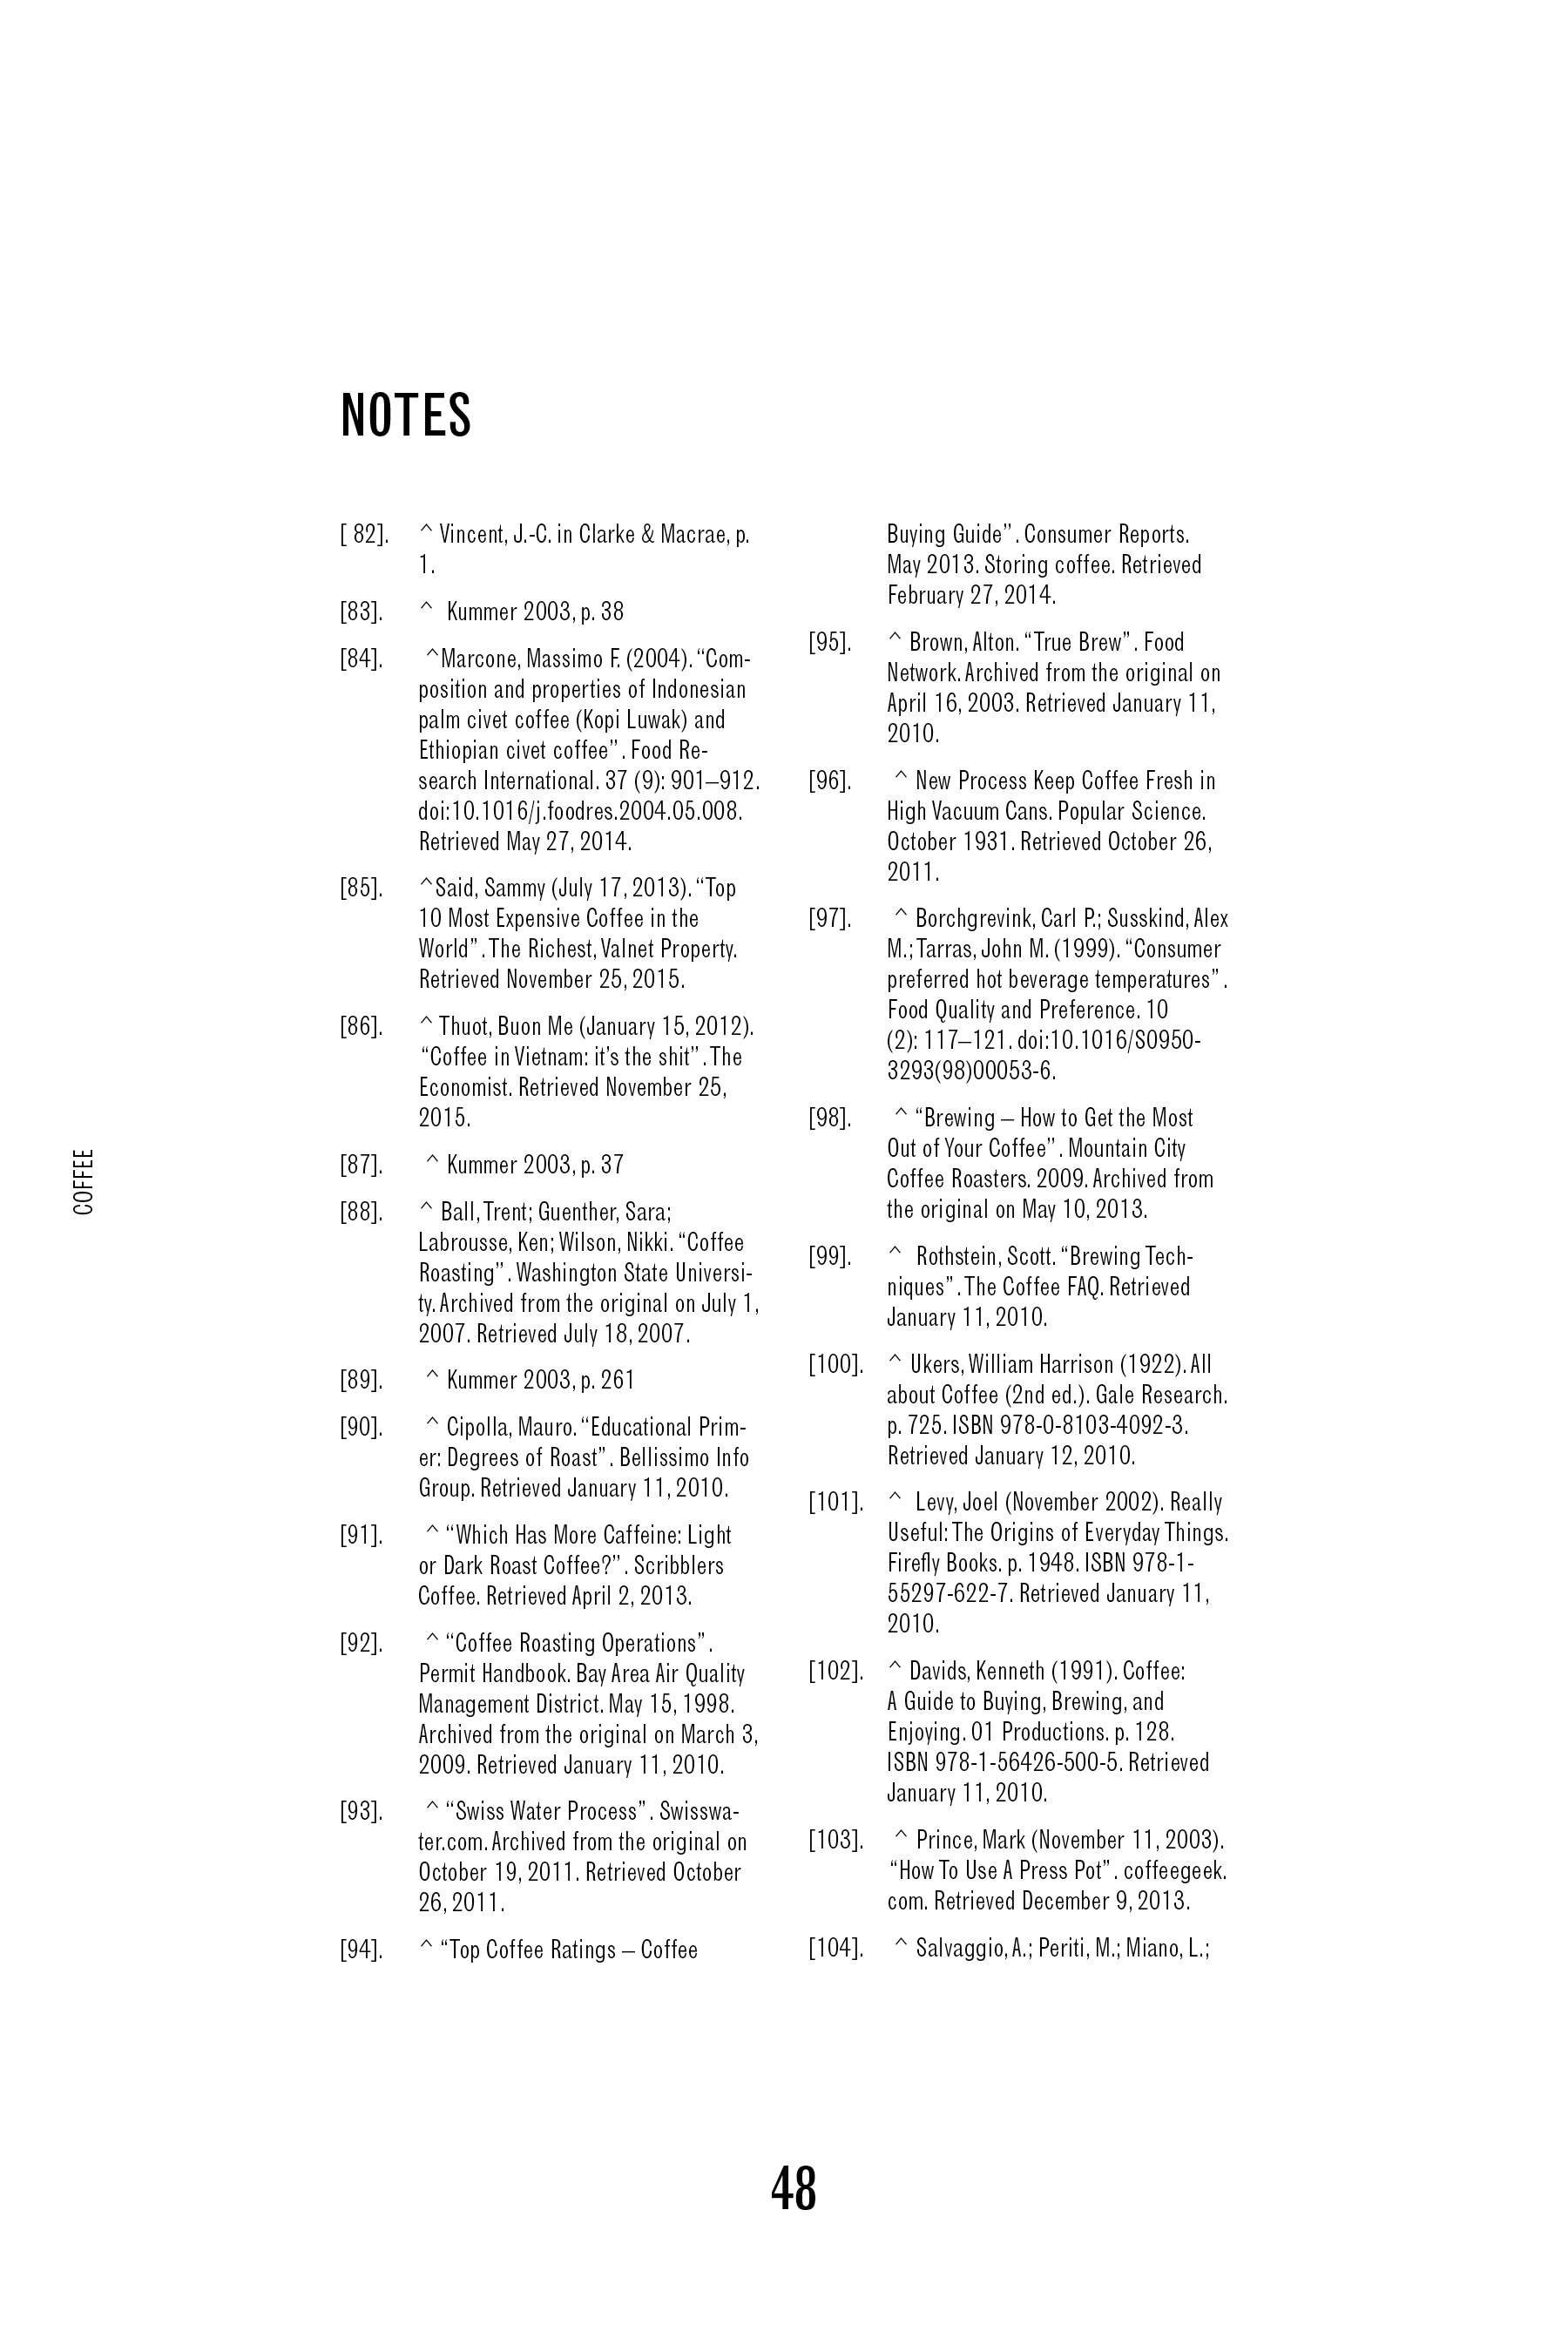 NOTES
[ 82]. ^ Vincent, J.-C. in Clarke & Macrae, p.
1.
[83]. ^ Kummer 2003, p. 38
[84]. ^Marcone, Massimo F. (2004). “Com-
position and properties of Indonesian
palm civet coffee (Kopi Luwak) and
Ethiopian civet coffee”. Food Re-
search International. 37 (9): 901–912.
doi:10.1016/j.foodres.2004.05.008.
Retrieved May 27, 2014.
[85]. ^Said, Sammy (July 17, 2013). “Top
10 Most Expensive Coffee in the
World”. The Richest, Valnet Property.
Retrieved November 25, 2015.
[86]. ^ Thuot, Buon Me (January 15, 2012).
“Coffee in Vietnam: it’s the shit”. The
Economist. Retrieved November 25,
2015.
[87]. ^ Kummer 2003, p. 37
[88]. ^ Ball, Trent; Guenther, Sara;
Labrousse, Ken; Wilson, Nikki. “Coffee
Roasting”. Washington State Universi-
ty. Archived from the original on July 1,
2007. Retrieved July 18, 2007.
[89]. ^ Kummer 2003, p. 261
[90]. ^ Cipolla, Mauro. “Educational Prim-
er: Degrees of Roast”. Bellissimo Info
Group. Retrieved January 11, 2010.
[91]. ^ “Which Has More Caffeine: Light
or Dark Roast Coffee?”. Scribblers
Coffee. Retrieved April 2, 2013.
[92]. ^ “Coffee Roasting Operations”.
Permit Handbook. Bay Area Air Quality
Management District. May 15, 1998.
Archived from the original on March 3,
2009. Retrieved January 11, 2010.
[93]. ^ “Swiss Water Process”. Swisswa-
ter.com. Archived from the original on
October 19, 2011. Retrieved October
26, 2011.
[94]. ^ “Top Coffee Ratings – Coffee
Buying Guide”. Consumer Reports.
May 2013. Storing coffee. Retrieved
February 27, 2014.
[95]. ^ Brown, Alton. “True Brew”. Food
Network. Archived from the original on
April 16, 2003. Retrieved January 11,
2010.
[96]. ^ New Process Keep Coffee Fresh in
High Vacuum Cans. Popular Science.
October 1931. Retrieved October 26,
2011.
[97]. ^ Borchgrevink, Carl P.; Susskind, Alex
M.; Tarras, John M. (1999). “Consumer
preferred hot beverage temperatures”.
Food Quality and Preference. 10
(2): 117–121. doi:10.1016/S0950-
3293(98)00053-6.
[98]. ^ “Brewing – How to Get the Most
Out of Your Coffee”. Mountain City
Coffee Roasters. 2009. Archived from
the original on May 10, 2013.
[99]. ^ Rothstein, Scott. “Brewing Tech-
niques”. The Coffee FAQ. Retrieved
January 11, 2010.
[100]. ^ Ukers, William Harrison (1922). All
about Coffee (2nd ed.). Gale Research.
p. 725. ISBN 978-0-8103-4092-3.
Retrieved January 12, 2010.
[101]. ^ Levy, Joel (November 2002). Really
Useful: The Origins of Everyday Things.
Firefly Books. p. 1948. ISBN 978-1-
55297-622-7. Retrieved January 11,
2010.
[102]. ^ Davids, Kenneth (1991). Coffee:
A Guide to Buying, Brewing, and
Enjoying. 01 Productions. p. 128.
ISBN 978-1-56426-500-5. Retrieved
January 11, 2010.
[103]. ^ Prince, Mark (November 11, 2003).
“How To Use A Press Pot”. coffeegeek.
com. Retrieved December 9, 2013.
[104]. ^ Salvaggio, A.; Periti, M.; Miano, L.;
COFFEE
48